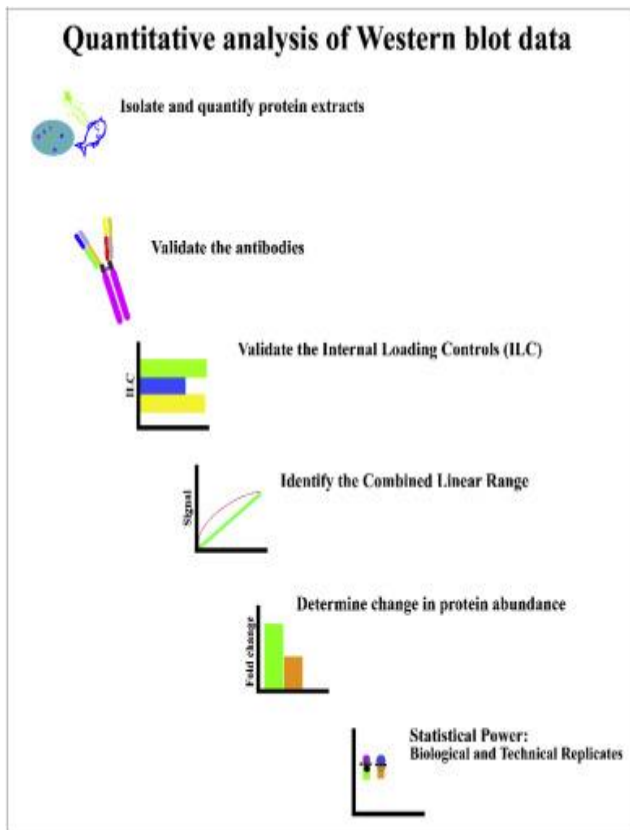 Quantitative analysis of Western blot data
Isolate and quantify protein extracts
Validate the antibodies
Validate the Internal Loading Controls (ILC)
ILC
Identify the Combined Linear Range
Signal
Determine change in protein abundance
Fold change
Statistical Power:
Biological and Technical Replicates